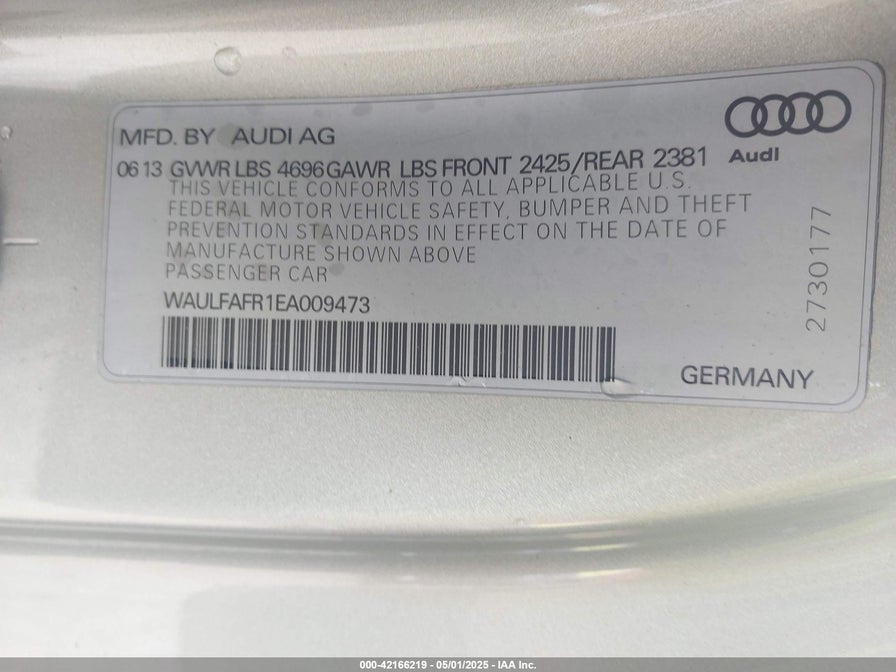 MFD. BY AUDI AG
0613 GVWR LBS 4696 GAWR LBS FRONT 2425/REAR 2381
Audi
THIS VEHICLE CONFORMS TO ALL APPLICABLE U.S.
FEDERAL MOTOR VEHICLE SAFETY, BUMPER AND THEFT
PREVENTION STANDARDS IN EFFECT ON THE DATE OF
MANUFACTURE SHOWN ABOVE
PASSENGER CAR
WAULFAFR1EA009473
2730177
GERMANY
000-42166219 - 05/01/2025 - IAA Inc.